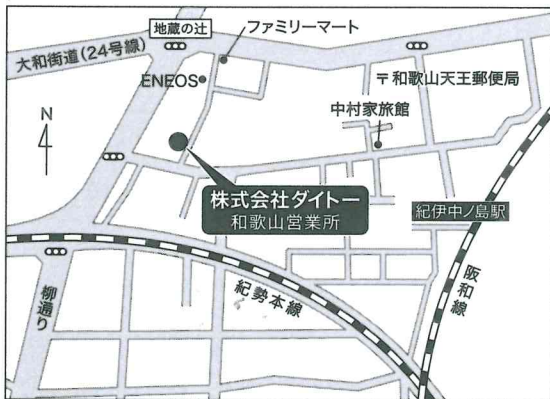 地蔵の辻
ファミリーマート
大和街道(24号線)
ENEOS
〒和歌山天王郵便局
中村家旅館
N
株式会社ダイトー
和歌山営業所
紀伊中ノ島駅
阪和線
紀勢本線
柳通り